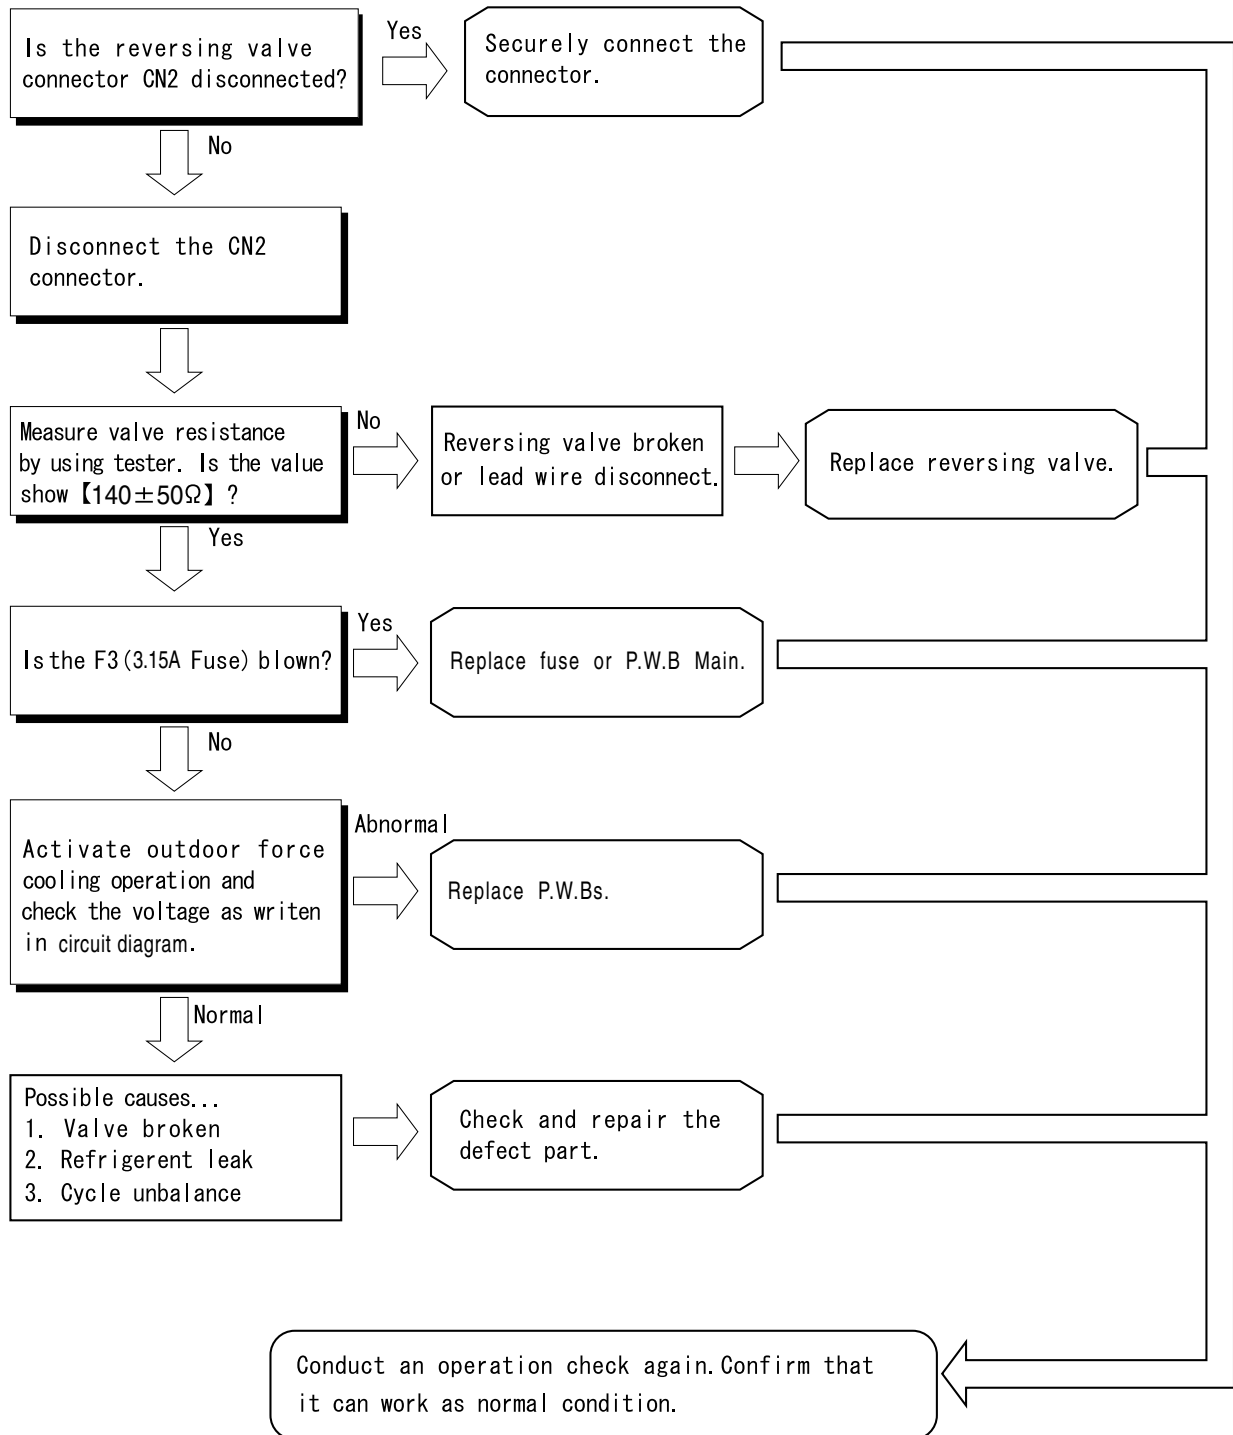 Is the reversing valve
connector CN2 disconnected?
Yes
Securely connect the
connector.
No
Disconnect the CN2
connector.
Measure valve resistance
by using tester. Is the value
show【140±50Ω】?
No
Reversing valve broken
or lead wire disconnect.
Replace reversing valve.
Yes
Is the F3 (3.15A Fuse) blown?
Yes
Replace fuse or P.W.B Main.
No
Activate outdoor force
cooling operation and
check the voltage as writen
in circuit diagram.
Abnormal
Replace P.W.Bs.
Normal
Possible causes...
1. Valve broken
2. Refrigerent leak
3. Cycle unbalance
Check and repair the
defect part.
Conduct an operation check again. Confirm that
it can work as normal condition.